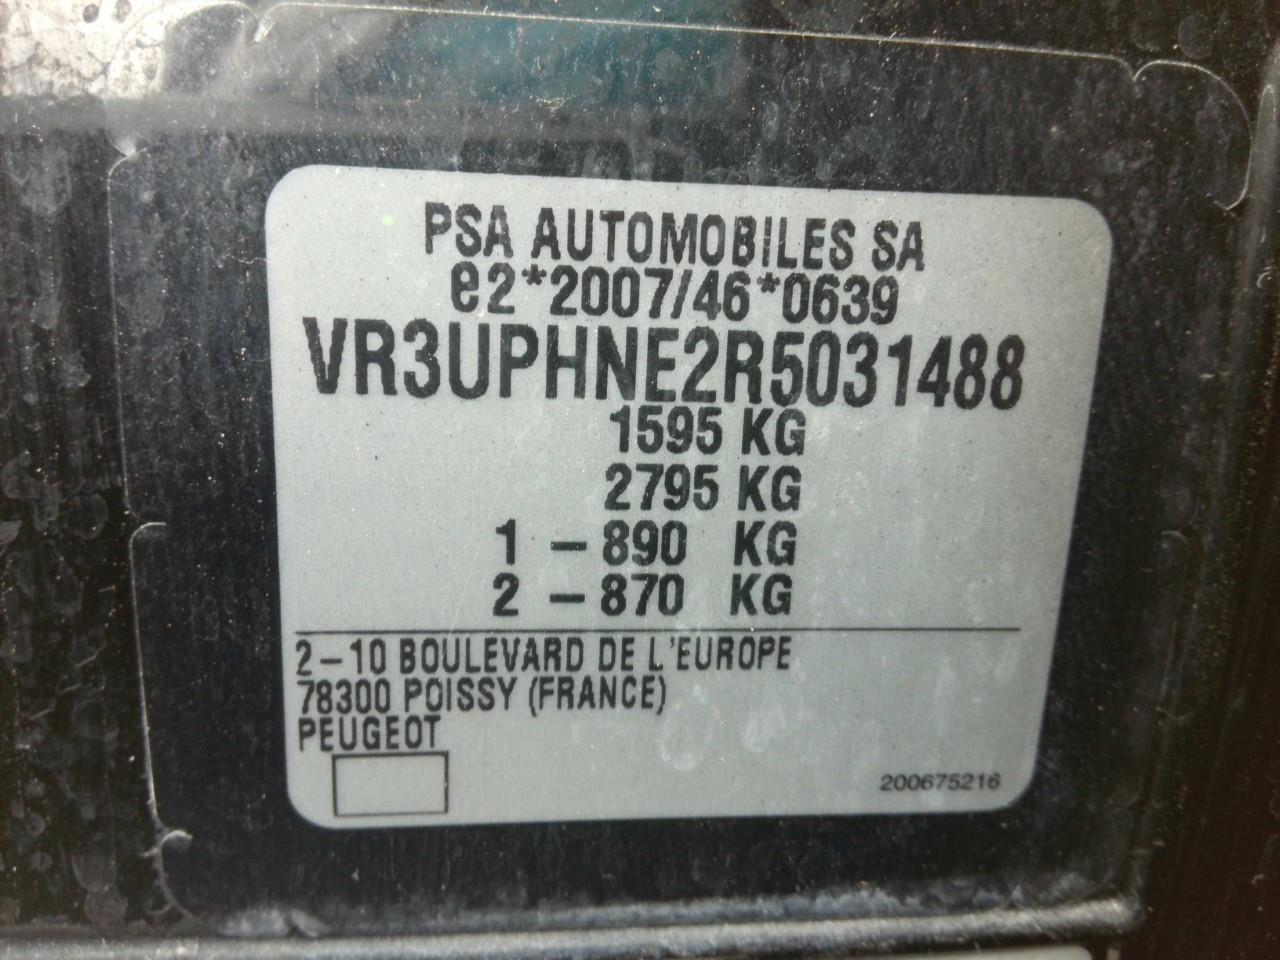 PSA AUTOMOBILES SA
e2*2007/46*0639
VR3UPHNE2R5031488
1595 KG
2795 KG
1 - 890 KG
2 - 870 KG
2-10 BOULEVARD DE L'EUROPE
78300 POISSY (FRANCE)
PEUGEOT
200675216